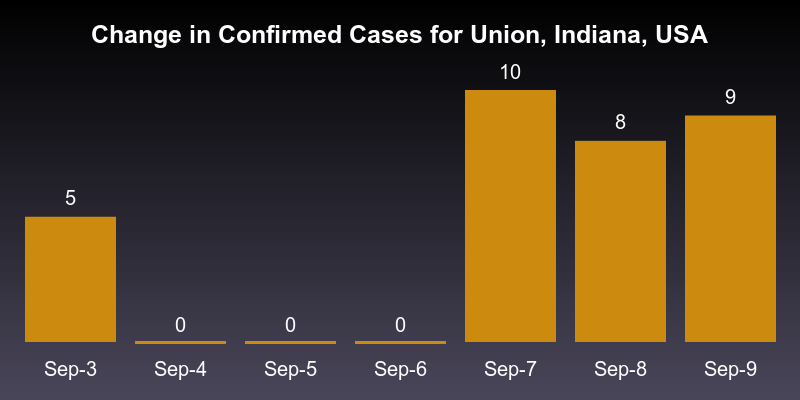 Change in Confirmed Cases for Union, Indiana, USA
5 0 0 0 10 8 9
Sep-3 Sep-4 Sep-5 Sep-6 Sep-7 Sep-8 Sep-9